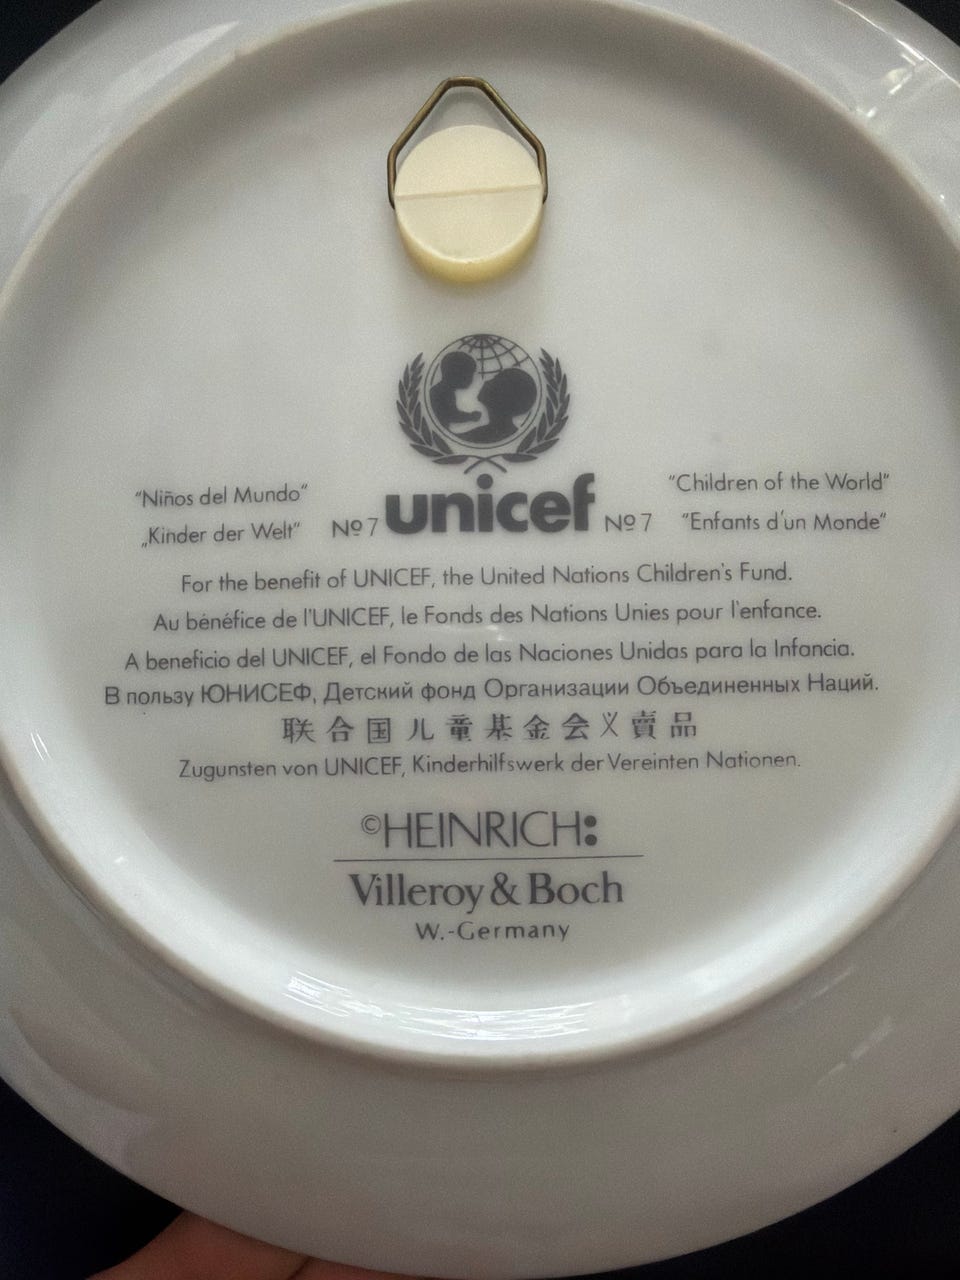 "Niños del Mundo" "Children of the World"
„Kinder der Welt" Nº 7 unicef Nº 7 "Enfants d'un Monde"
For the benefit of UNICEF, the United Nations Children's Fund.
Au bénéfice de l'UNICEF, le Fonds des Nations Unies pour l'enfance.
A beneficio del UNICEF, el Fondo de las Naciones Unidas para la Infancia.
В пользу ЮНИСЕФ, Детский фонд Организации Объединенных Наций.
联合国儿童基金会义賣品
Zugunsten von UNICEF, Kinderhilfswerk der Vereinten Nationen.
©HEINRICH:
Villeroy & Boch
W.-Germany